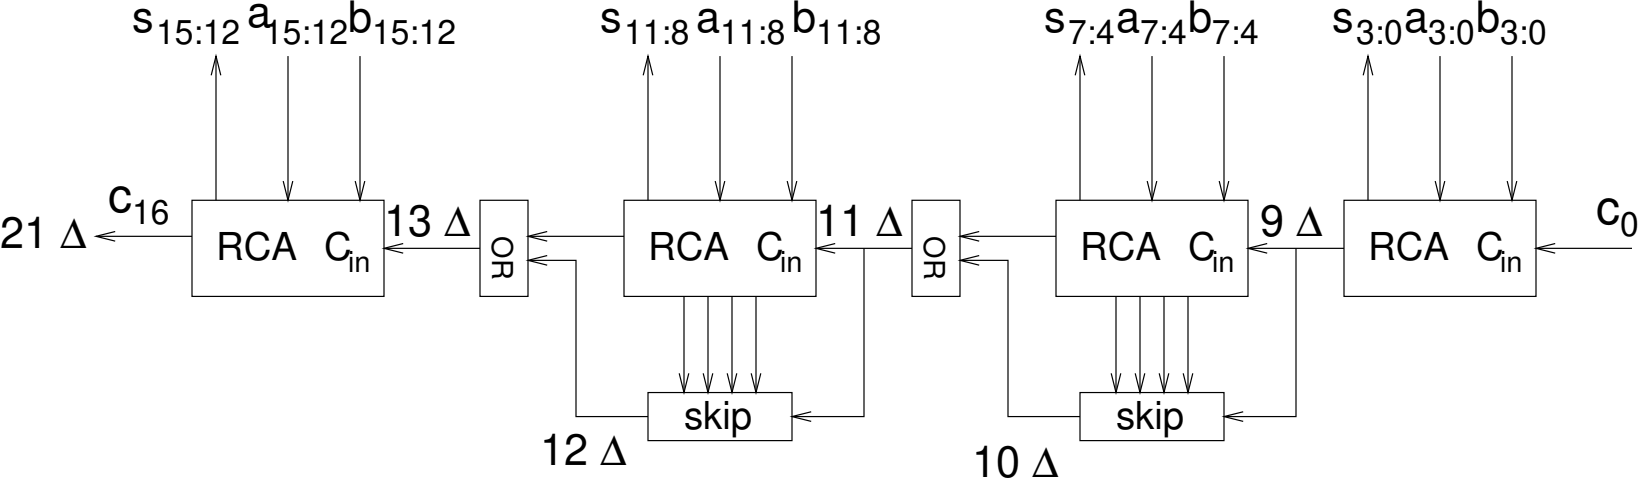 s15:12 a15:12 b15:12 s11:8 a11:8 b11:8 s7:4 a7:4 b7:4 s3:0 a3:0 b3:0
21 Δ c16 RCA Cin 13 Δ OR RCA Cin 11 Δ OR RCA Cin 9 Δ RCA Cin c0
skip skip
12 Δ 10 Δ